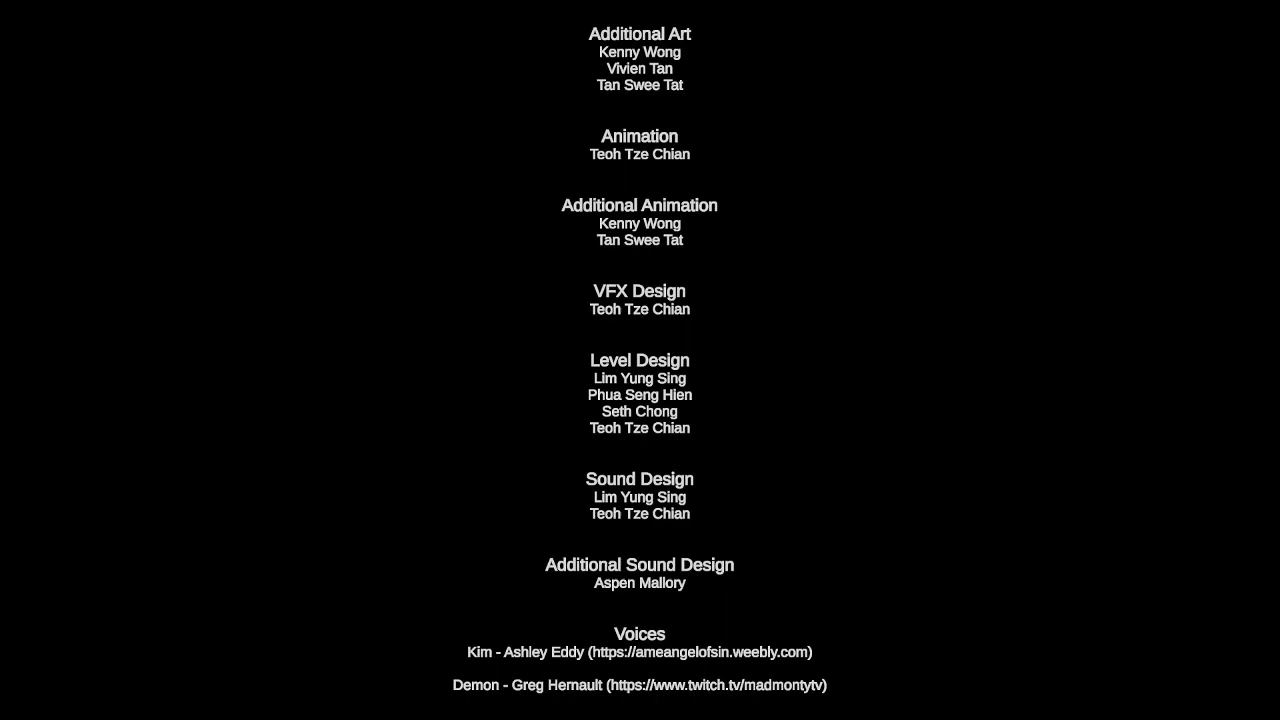 Additional Art
Kenny Wong
Vivien Tan
Tan Swee Tat
Animation
Teoh Tze Chian
Additional Animation
Kenny Wong
Tan Swee Tat
VFX Design
Teoh Tze Chian
Level Design
Lim Yung Sing
Phua Seng Hien
Seth Chong
Teoh Tze Chian
Sound Design
Lim Yung Sing
Teoh Tze Chian
Additional Sound Design
Aspen Mallory
Voices
Kim - Ashley Eddy (https://ameangelofsin.weebly.com)
Demon - Greg Hernault (https://www.twitch.tv/madmontytv)